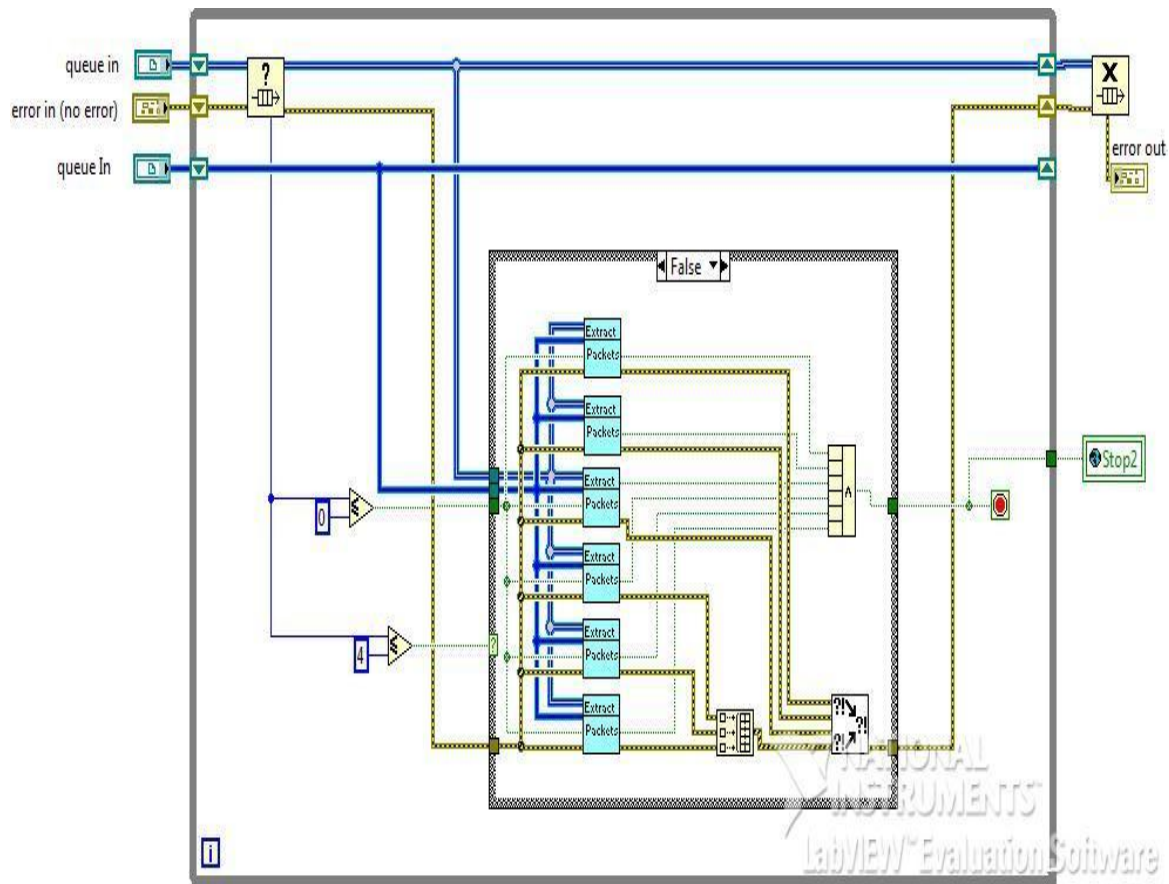 queue in
?
X
error in (no error)
error out
queue In
False
Extract
Packets
Extract
Packets
Extract
Packets
Stop2
0
Extract
Packets
4
?
Extract
Packets
Extract
Packets
?!
?!
?!
NATIONAL
INSTRUMENTS
LabVIEW™ Evaluation Software
i